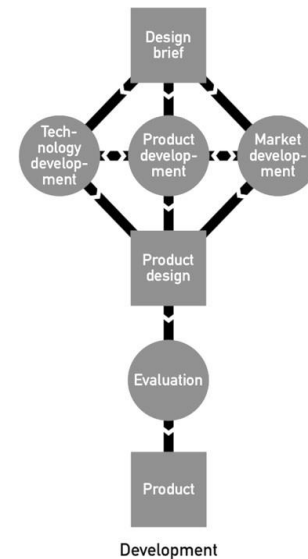 Design
brief
Tech-
nology
develop-
ment
Product
develop-
ment
Market
develop-
ment
Product
design
Evaluation
Product
Development